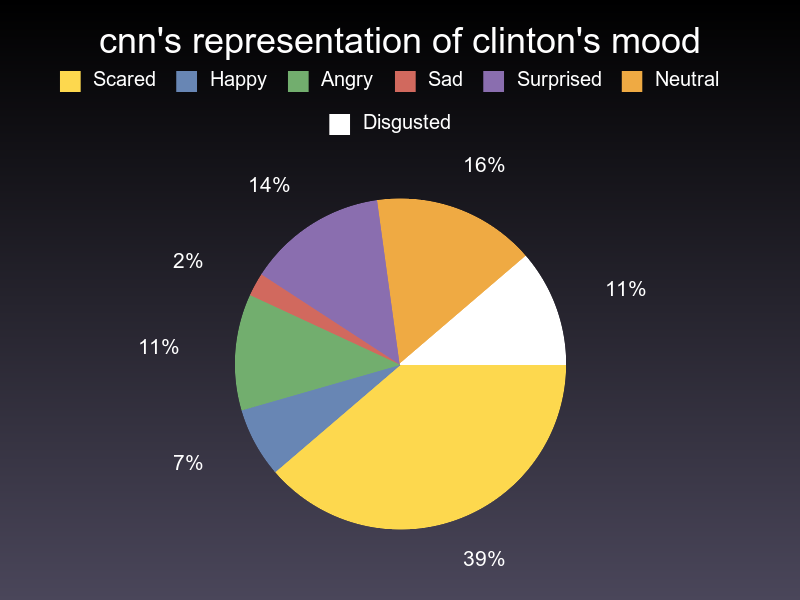 cnn's representation of clinton's mood
Scared Happy Angry Sad Surprised Neutral
Disgusted
16%
14%
2%
11%
11%
7%
39%